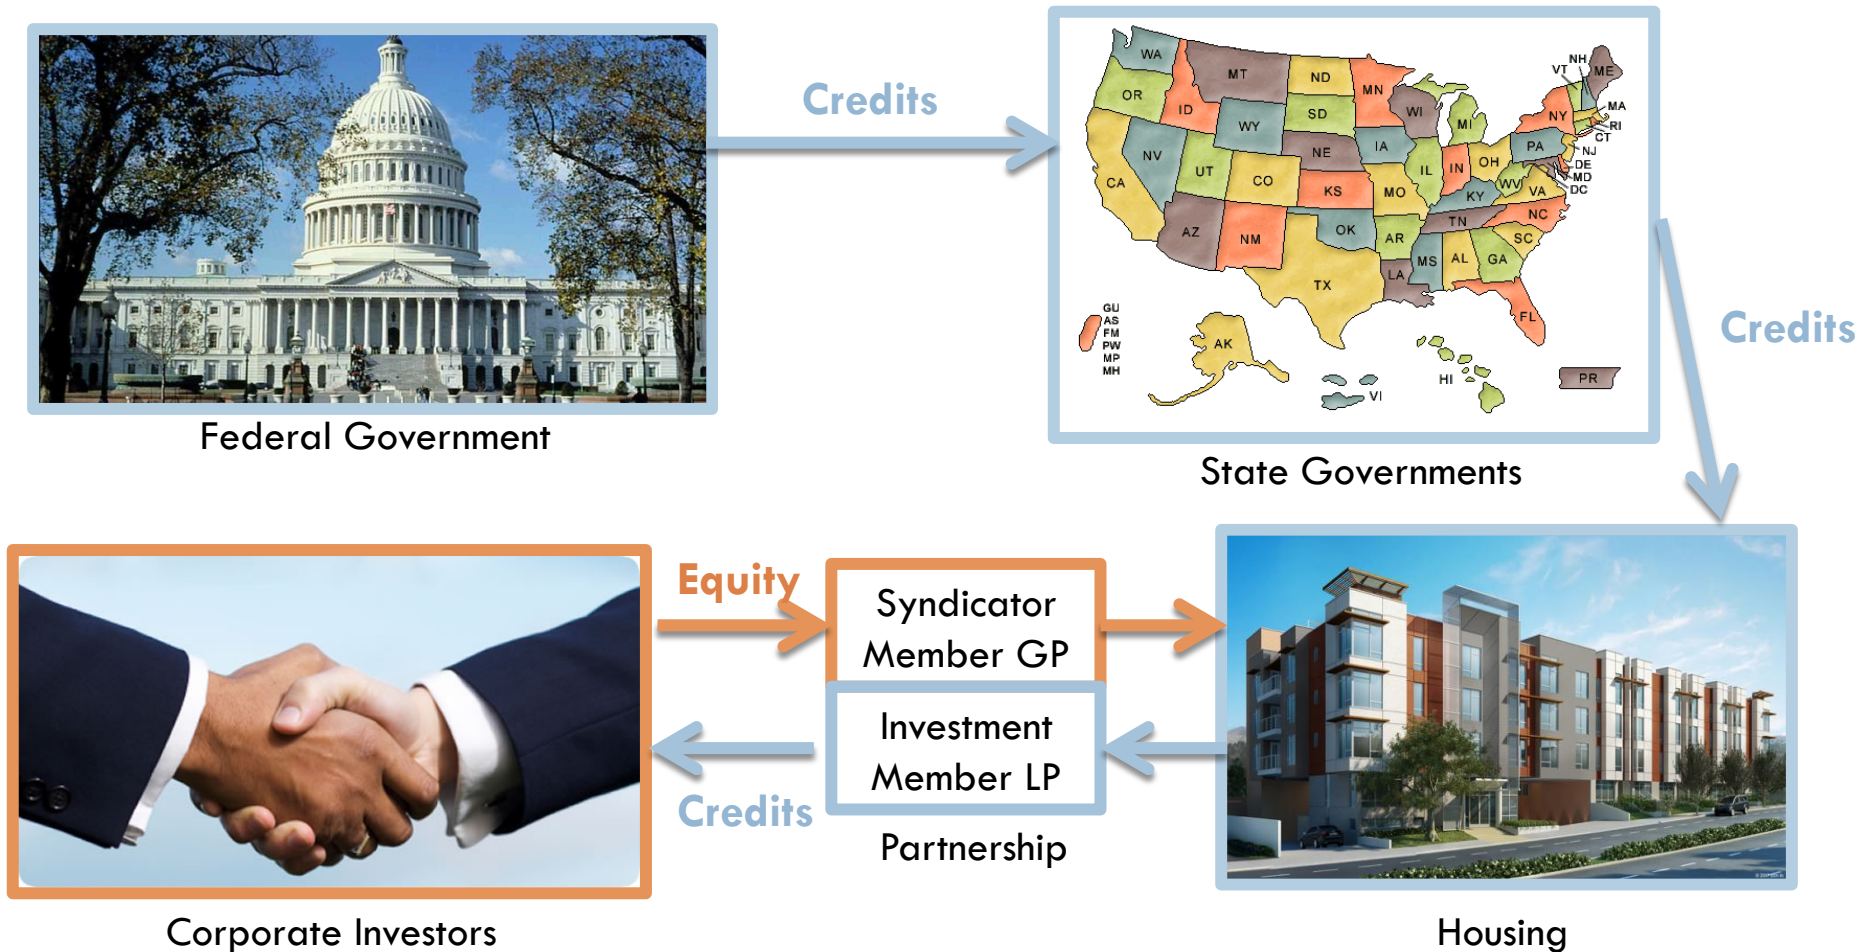 Credits
WA
MT
ND
MN
OR
ID
SD
WI
MI
WY
NV
UT
CO
NE
IA
IL
IN
OH
PA
NY
VT
NH
ME
MA
RI
CT
NJ
DE
MD
DC
CA
KS
MO
KY
WV
VA
AZ
NM
OK
AR
TN
NC
SC
MS
AL
GA
LA
TX
FL
GU
AS
FM
PW
MP
MH
AK
VI
HI
PR
Federal Government
State Governments
Credits
Equity
Syndicator
Member GP
Investment
Member LP
Credits
Partnership
Corporate Investors
Housing